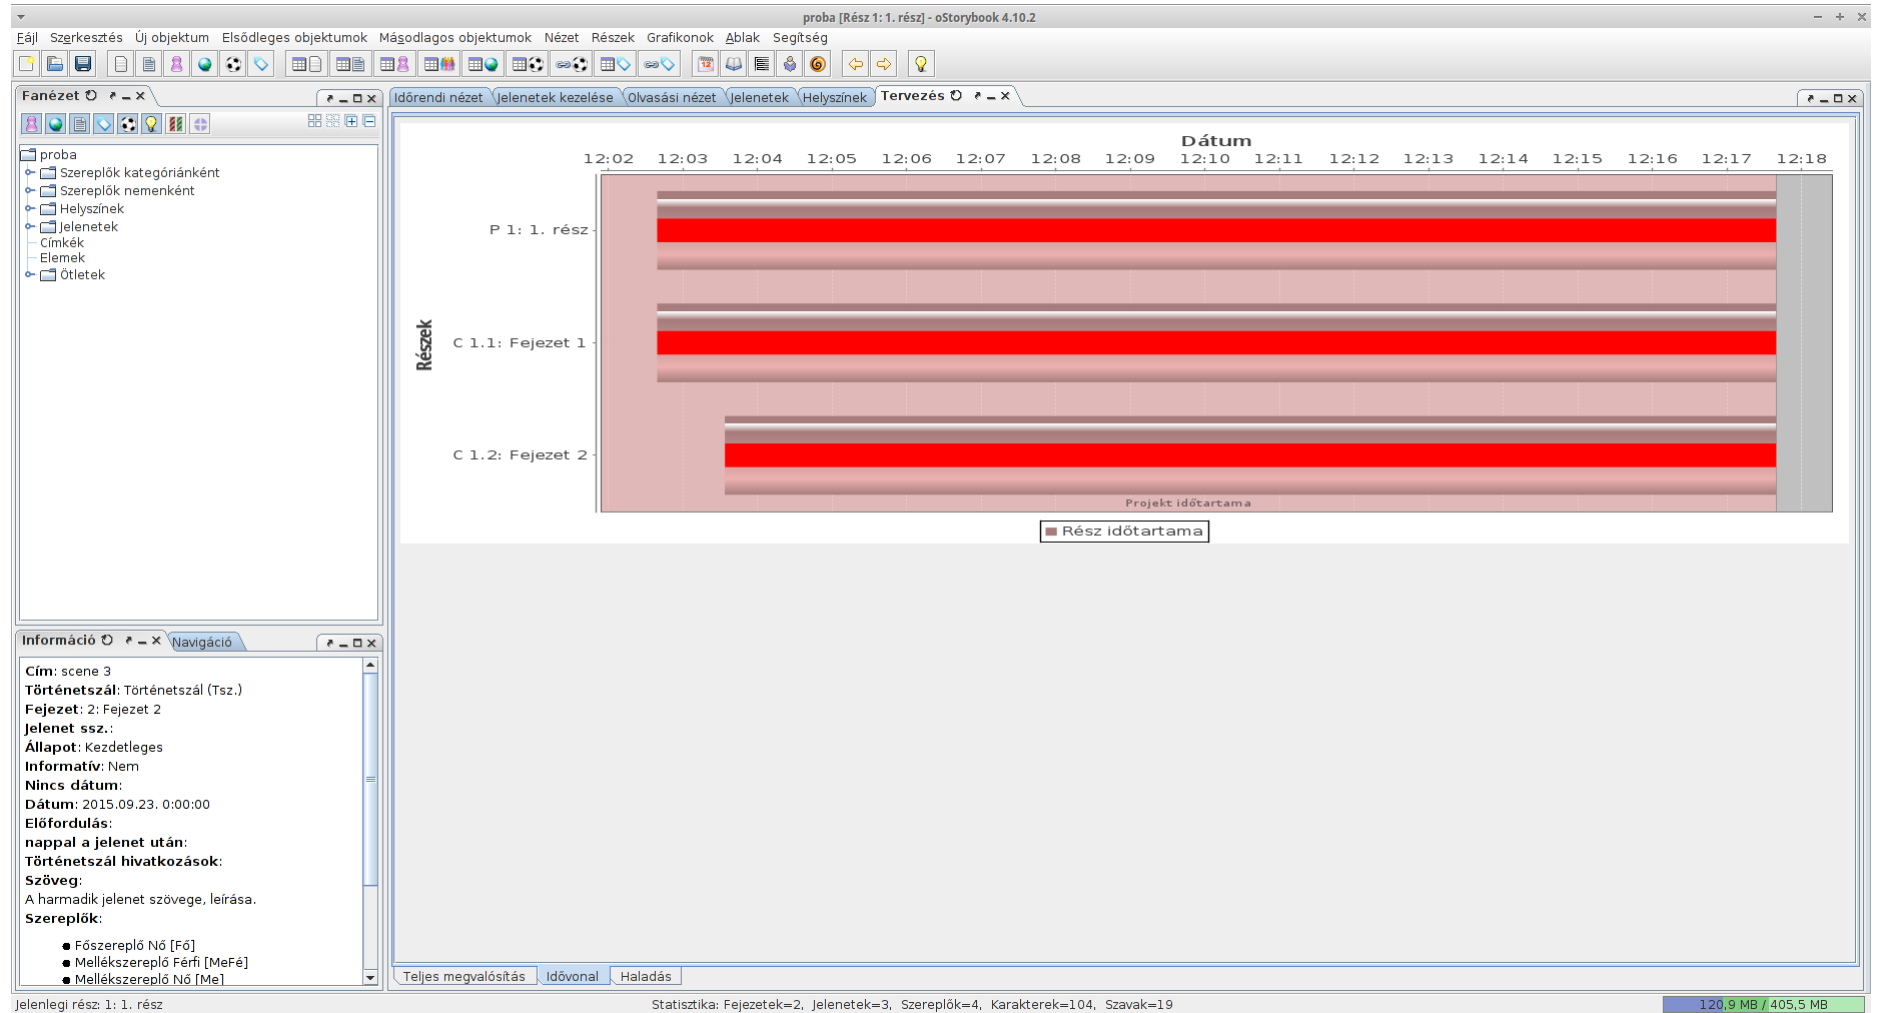 proba [Rész 1: 1. rész] - oStorybook 4.10.2
Fájl Szerkesztés Új objektum Elsődleges objektumok Másodlagos objektumok Nézet Részek Grafikonok Ablak Segítség
12
Fanézet
proba
Szereplők kategóriánként
Szereplők nemenként
Helyszínek
Jelenetek
Címkék
Elemek
Ötletek
Információ Navigáció
Cím: scene 3
Történetszál: Történetszál (Tsz.)
Fejezet: 2: Fejezet 2
Jelenet ssz.:
Állapot: Kezdetleges
Informatív: Nem
Nincs dátum:
Dátum: 2015.09.23. 0:00:00
Előfordulás:
nappal a jelenet után:
Történetszál hivatkozások:
Szöveg:
A harmadik jelenet szövege, leírása.
Szereplők:
Főszereplő Nő [Fő]
Mellékszereplő Férfi [MeFé]
Mellékszereplő Nő [Me]
Időrendi nézet Jelenetek kezelése Olvasási nézet Jelenetek Helyszínek Tervezés
Dátum
12:02 12:03 12:04 12:05 12:06 12:07 12:08 12:09 12:10 12:11 12:12 12:13 12:14 12:15 12:16 12:17 12:18
Részek
P 1: 1. rész
C 1.1: Fejezet 1
C 1.2: Fejezet 2
Projekt időtartama
Rész időtartama
Teljes megvalósítás Idővonal Haladás
Jelenlegi rész: 1: 1. rész
Statisztika: Fejezetek=2, Jelenetek=3, Szereplők=4, Karakterek=104, Szavak=19
120,9 MB / 405,5 MB